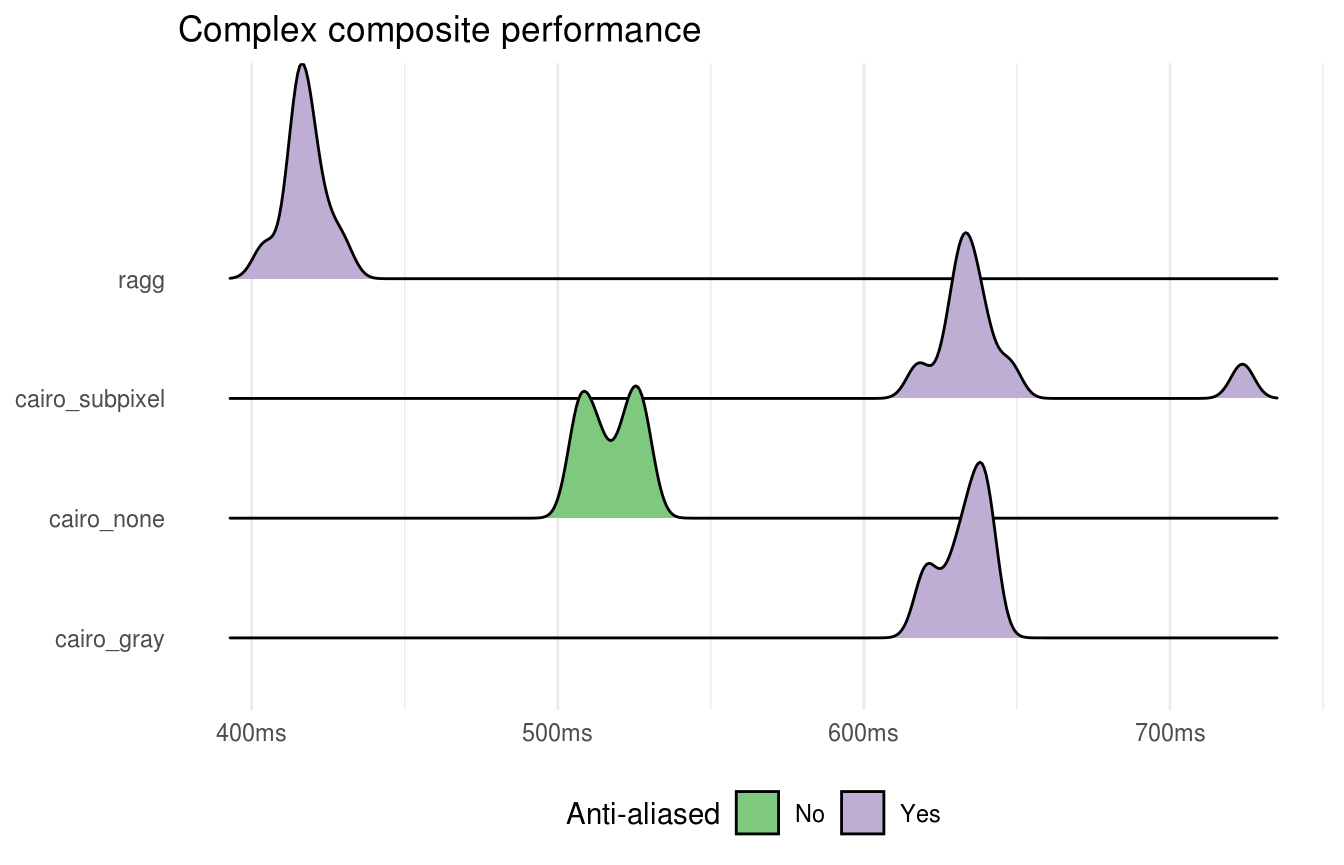 Complex composite performance
ragg
cairo_subpixel
cairo_none
cairo_gray
400ms 500ms 600ms 700ms
Anti-aliased No Yes